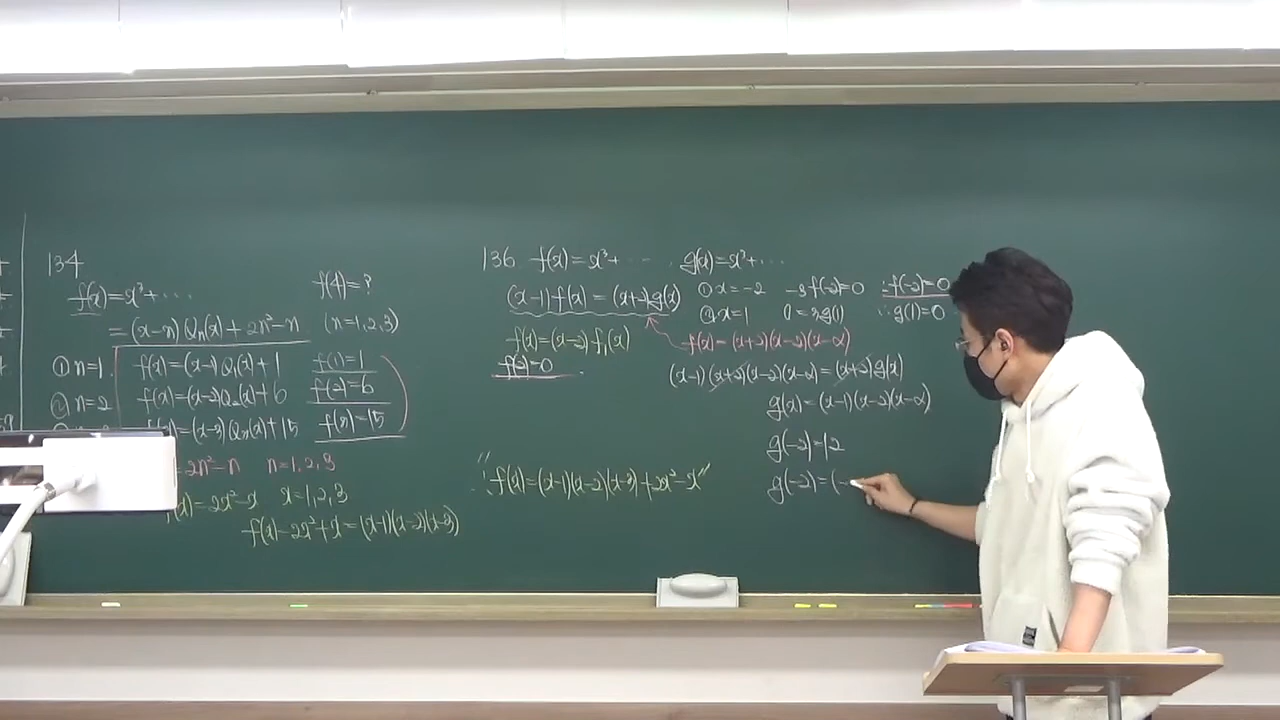 134
f(x)=x³+⋯
f(4)=?
=(x-n)Qₙ(x)+2n²-n (n=1,2,3)
① n=1 f(x)=(x-1)Q₁(x)+1 f(1)=1
② n=2 f(x)=(x-2)Q₂(x)+6 f(2)=6
=(x-3)Q₃(x)+15 f(3)=15
=2n²-n n=1,2,3
=2x²-x x=1,2,3
f(x)-2x²+x=(x-1)(x-2)(x-3)
"∴ f(x)=(x-1)(x-2)(x-3)+2x²-x"
136 f(x)=x³+⋯, g(x)=x³+⋯
(x-1)f(x)=(x+2)g(x) ① x=-2 -3f(-2)=0 ∴f(-2)=0
② x=1 0=3g(1) ∴g(1)=0
f(x)=(x-2)f₁(x)
f(2)=0
f(x)=(x+2)(x-2)(x-α)
(x-1)(x+2)(x-2)(x-α)=(x+2)g(x)
g(x)=(x-1)(x-2)(x-α)
g(-2)=12
g(-2)=(-